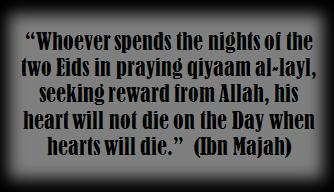 “Whoever spends the nights of the
two Eids in praying qiyaam al-layl,
seeking reward from Allah, his
heart will not die on the Day when
hearts will die.” (Ibn Majah)